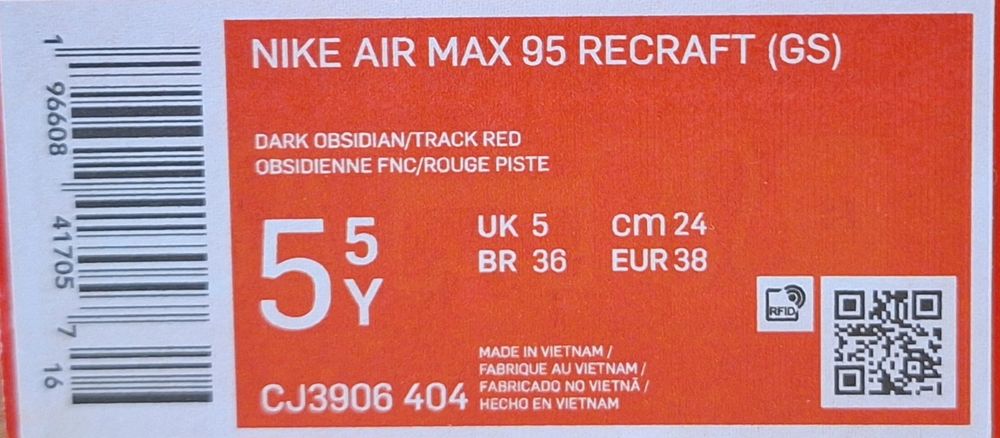 NIKE AIR MAX 95 RECRAFT (GS)
DARK OBSIDIAN/TRACK RED
OBSIDIENNE FNC/ROUGE PISTE
5 5 Y
UK 5 cm 24
BR 36 EUR 38
RFID
MADE IN VIETNAM /
FABRIQUE AU VIETNAM /
FABRICADO NO VIETNÃ /
HECHO EN VIETNAM
CJ3906 404
1 96608 41705 7 16